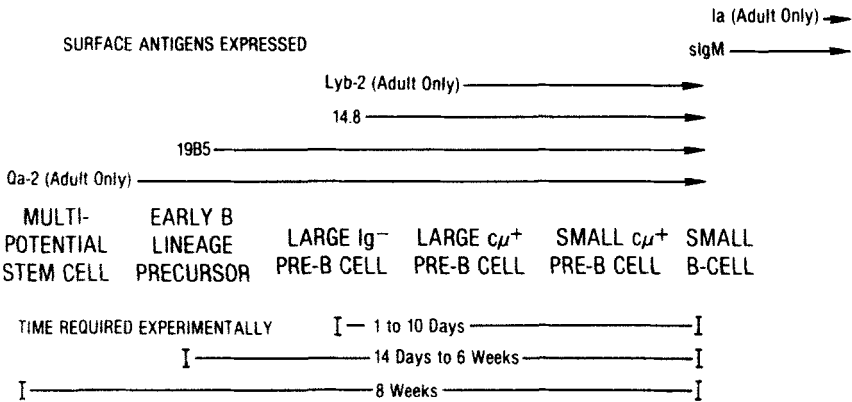 Ia (Adult Only)
SURFACE ANTIGENS EXPRESSED
sIgM
Lyb-2 (Adult Only)
14.8
19B5
Qa-2 (Adult Only)
MULTI-
POTENTIAL
STEM CELL
EARLY B
LINEAGE
PRECURSOR
LARGE Ig⁻
PRE-B CELL
LARGE cμ⁺
PRE-B CELL
SMALL cμ⁺
PRE-B CELL
SMALL
B-CELL
TIME REQUIRED EXPERIMENTALLY
1 to 10 Days
14 Days to 6 Weeks
8 Weeks